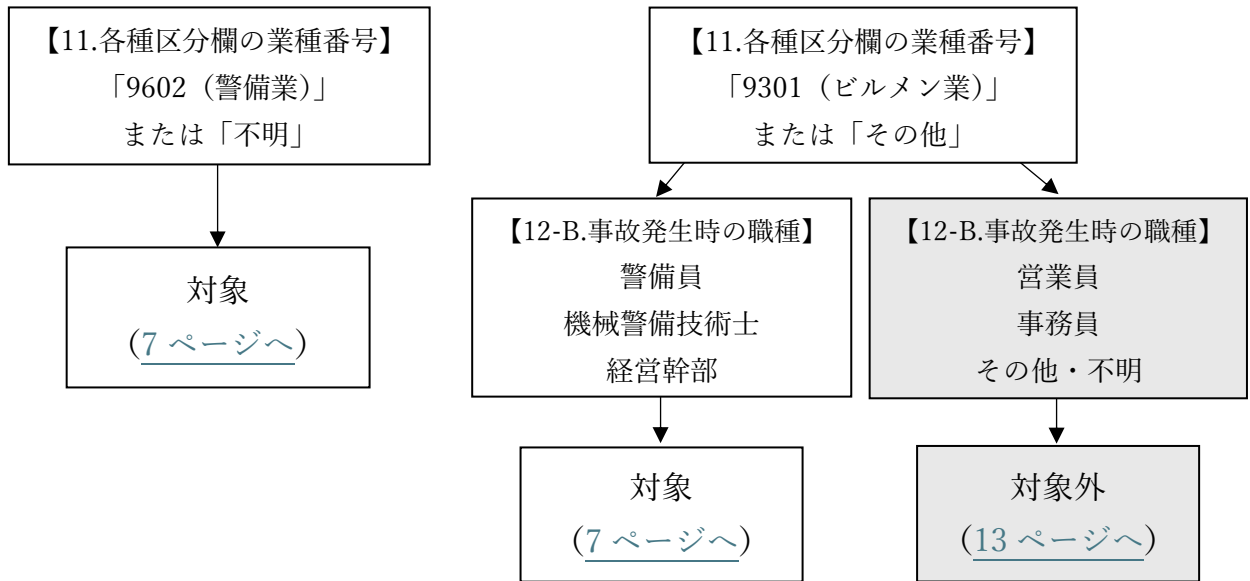 【11.各種区分欄の業種番号】
「9602（警備業）」
または「不明」
対象
(7 ページへ)
【11.各種区分欄の業種番号】
「9301（ビルメン業）」
または「その他」
【12-B.事故発生時の職種】
警備員
機械警備技術士
経営幹部
対象
(7 ページへ)
【12-B.事故発生時の職種】
営業員
事務員
その他・不明
対象外
(13 ページへ)